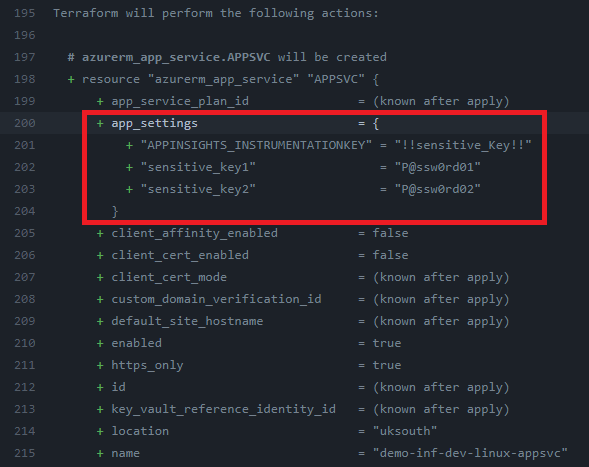 195 Terraform will perform the following actions:
196
197 # azurerm_app_service.APPSVC will be created
198 + resource "azurerm_app_service" "APPSVC" {
199 + app_service_plan_id = (known after apply)
200 + app_settings = {
201 + "APPINSIGHTS_INSTRUMENTATIONKEY" = "!!sensitive_Key!!"
202 + "sensitive_key1" = "P@ssw0rd01"
203 + "sensitive_key2" = "P@ssw0rd02"
204 }
205 + client_affinity_enabled = false
206 + client_cert_enabled = false
207 + client_cert_mode = (known after apply)
208 + custom_domain_verification_id = (known after apply)
209 + default_site_hostname = (known after apply)
210 + enabled = true
211 + https_only = true
212 + id = (known after apply)
213 + key_vault_reference_identity_id = (known after apply)
214 + location = "uksouth"
215 + name = "demo-inf-dev-linux-appsvc"